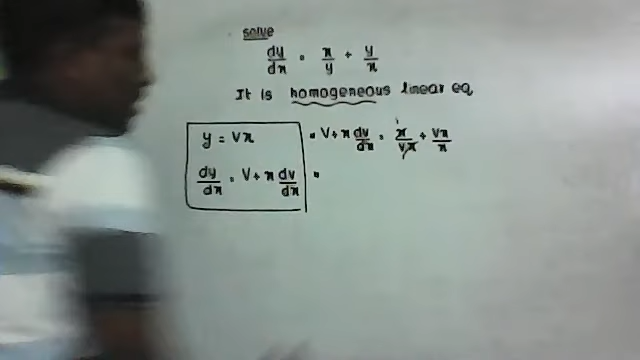 solve
dy/dx = x/y + y/x
It is homogeneous linear eq
y = Vx
dy/dx = V + x dv/dx
= V + x dv/dx = x/vx + vx/x
=